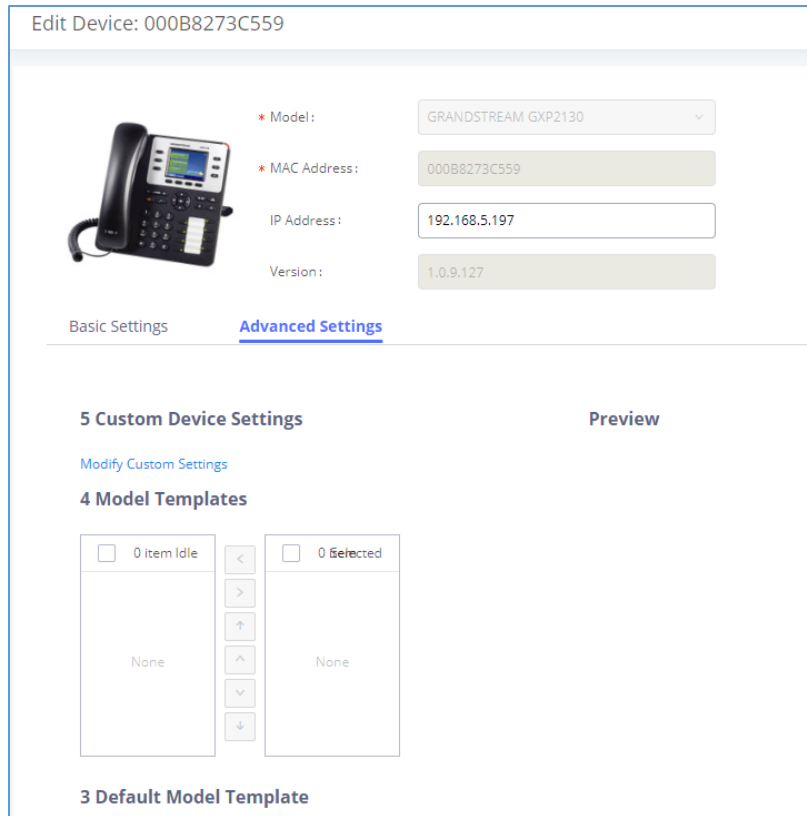 Edit Device: 000B8273C559
* Model:
GRANDSTREAM GXP2130
* MAC Address:
000B8273C559
IP Address:
192.168.5.197
Version:
1.0.9.127
Basic Settings
Advanced Settings
5 Custom Device Settings
Preview
Modify Custom Settings
4 Model Templates
0 item Idle
0 Selected
None
None
3 Default Model Template